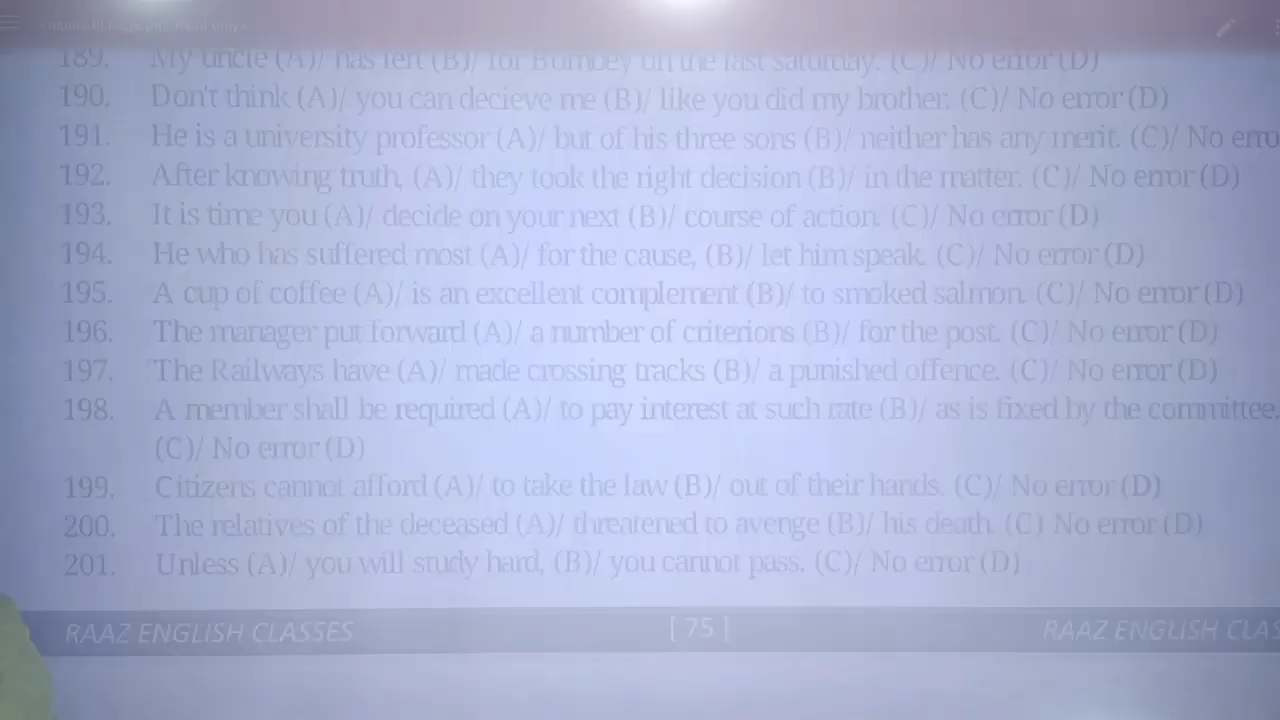 189. My uncle (A)/ has left (B)/ for Bombey on the last saturday. (C)/ No error (D)
190. Don't think (A)/ you can decieve me (B)/ like you did my brother. (C)/ No error (D)
191. He is a university professor (A)/ but of his three sons (B)/ neither has any merit. (C)/ No erro
192. After knowing truth, (A)/ they took the right decision (B)/ in the matter. (C)/ No error (D)
193. It is time you (A)/ decide on your next (B)/ course of action. (C)/ No error (D)
194. He who has suffered most (A)/ for the cause, (B)/ let him speak. (C)/ No error (D)
195. A cup of coffee (A)/ is an excellent complement (B)/ to smoked salmon. (C)/ No error (D)
196. The manager put forward (A)/ a number of criterions (B)/ for the post. (C)/ No error (D)
197. The Railways have (A)/ made crossing tracks (B)/ a punished offence. (C)/ No error (D)
198. A member shall be required (A)/ to pay interest at such rate (B)/ as is fixed by the committee.
(C)/ No error (D)
199. Citizens cannot afford (A)/ to take the law (B)/ out of their hands. (C)/ No error (D)
200. The relatives of the deceased (A)/ threatened to avenge (B)/ his death. (C) No error (D)
201. Unless (A)/ you will study hard, (B)/ you cannot pass. (C)/ No error (D)
RAAZ ENGLISH CLASSES [ 75 ] RAAZ ENGLISH CLAS